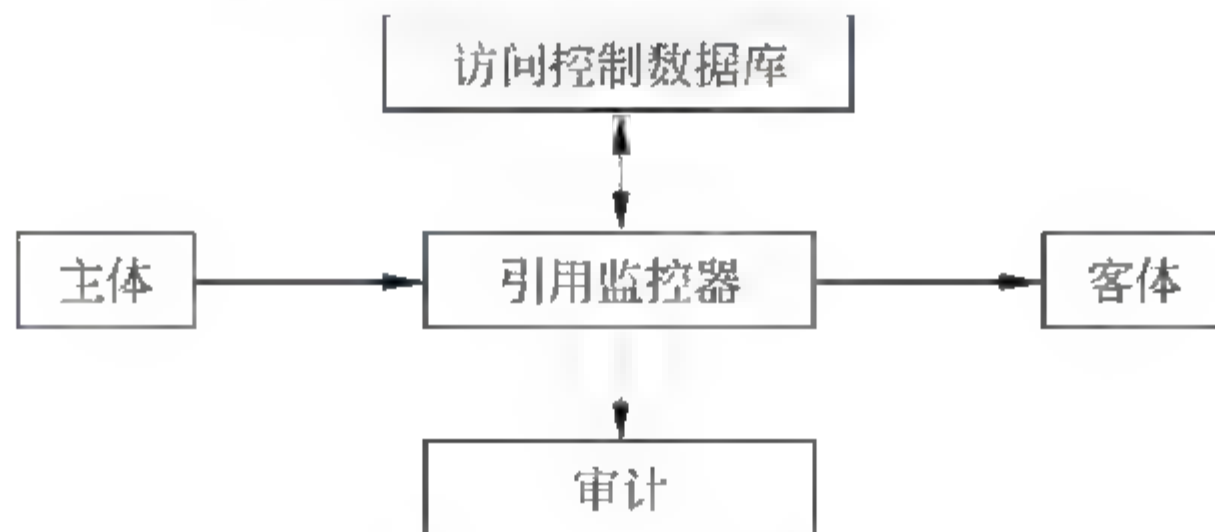 访问控制数据库
主体
引用监控器
客体
审计